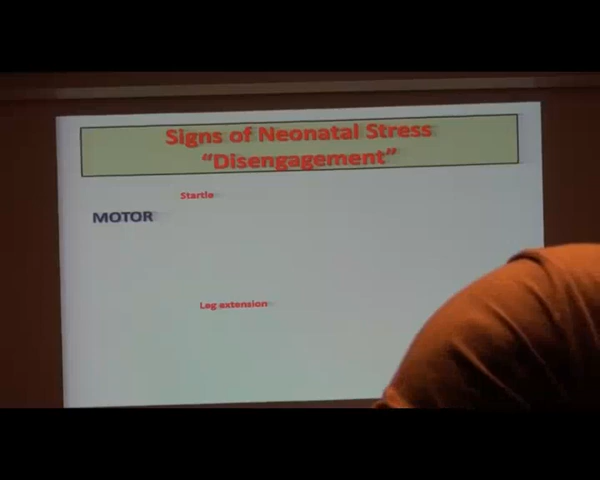 Signs of Neonatal Stress
“Disengagement”
Startle
MOTOR
Leg extension